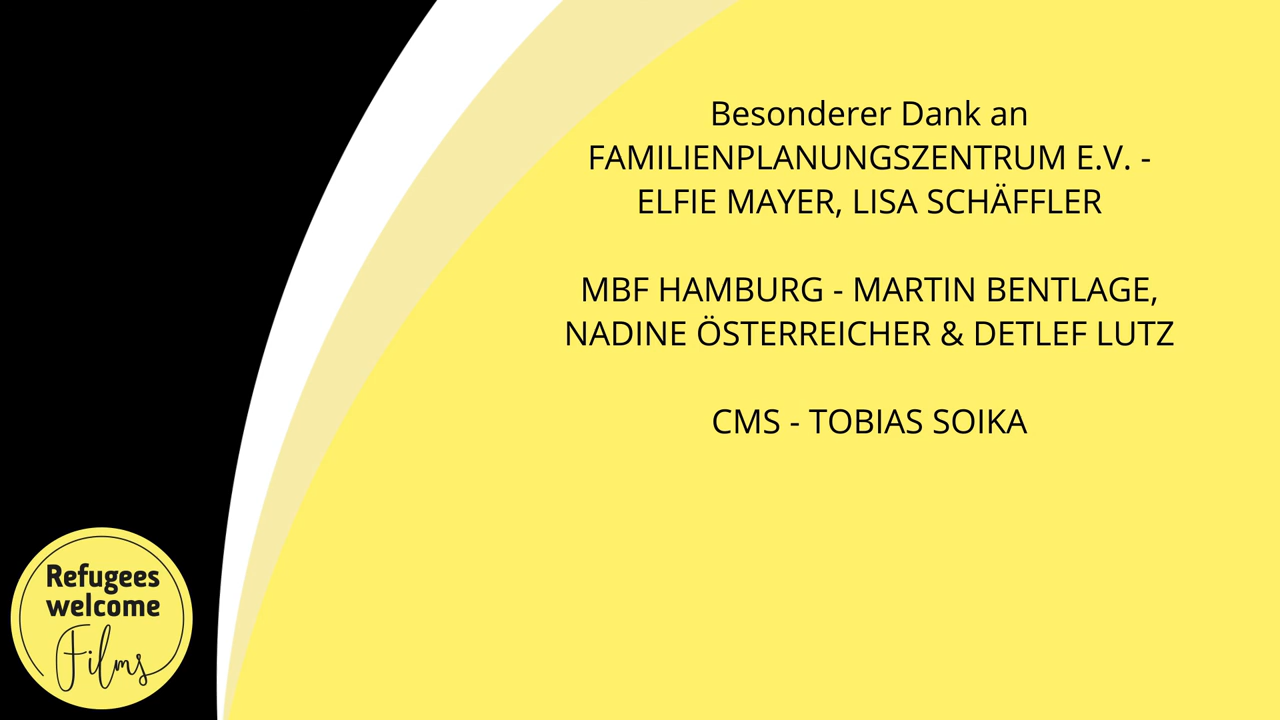 Besonderer Dank an
FAMILIENPLANUNGSZENTRUM E.V. -
ELFIE MAYER, LISA SCHÄFFLER
MBF HAMBURG - MARTIN BENTLAGE,
NADINE ÖSTERREICHER & DETLEF LUTZ
CMS - TOBIAS SOIKA
Refugees
welcome
Films